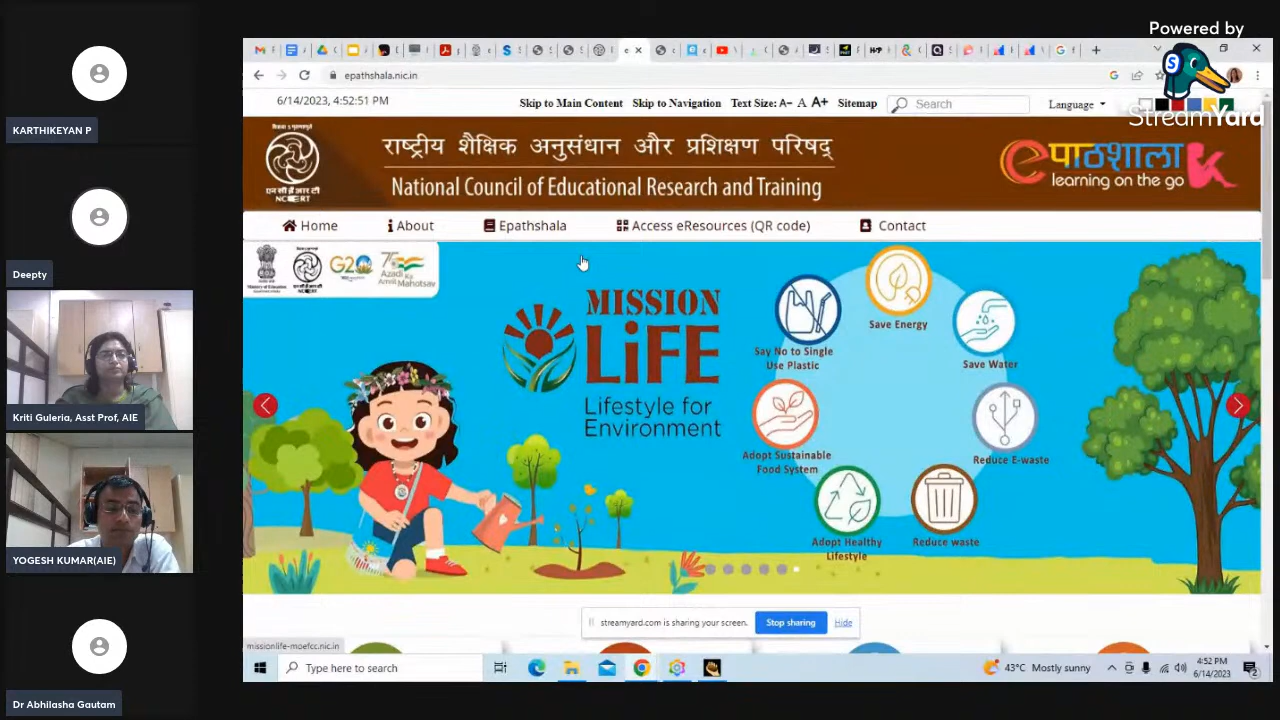 Powered by
StreamYard
KARTHIKEYAN P
Deepty
Kriti Guleria, Asst Prof, AIE
YOGESH KUMAR(AIE)
Dr Abhilasha Gautam
epathshala.nic.in
6/14/2023, 4:52:51 PM
Skip to Main Content Skip to Navigation Text Size: A- A A+ Sitemap Search Language
राष्ट्रीय शैक्षिक अनुसंधान और प्रशिक्षण परिषद्
National Council of Educational Research and Training
एन सी ई आर टी
NCERT
eपाठशाला
learning on the go
Home About Epathshala Access eResources (QR code) Contact
G20
75
Azadi Ka
Amrit Mahotsav
MISSION
LiFE
Lifestyle for
Environment
Save Energy
Save Water
Reduce E-waste
Reduce waste
Adopt Healthy
Lifestyle
Adopt Sustainable
Food System
Say No to Single
Use Plastic
streamyard.com is sharing your screen. Stop sharing Hide
missionlife-moefcc.nic.in
Type here to search
43°C Mostly sunny
4:52 PM
6/14/2023
2